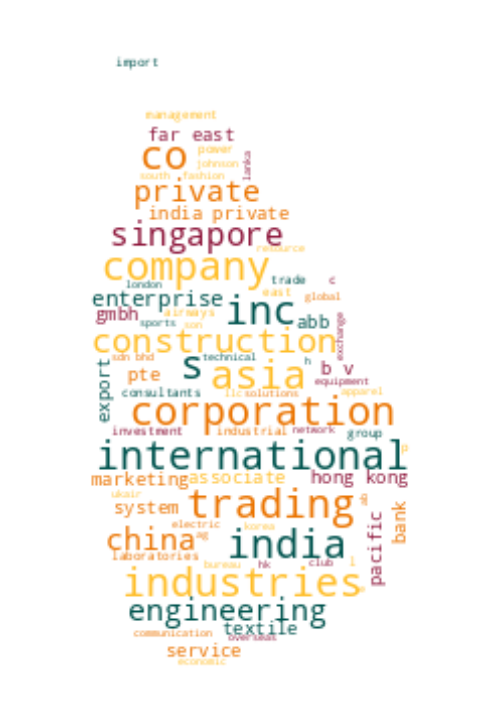 import
management
far east
co power
johnson
lanka
south fashion
private
india private
singapore
resource
company
london trade c
enterprise east global
gmbh airways inc abb
sports son
exchange
construction
sdn bhd technical h
s asia b v
pte equipment
export consultants llc solutions apparel
corporation
investment industrial network group
international p
marketing associate hong kong
ukair
system trading
bank
pacific
electric korea
china ag india
laboratories club l
bureau hk
industries
engineering
textile
communication overseas
service
economic